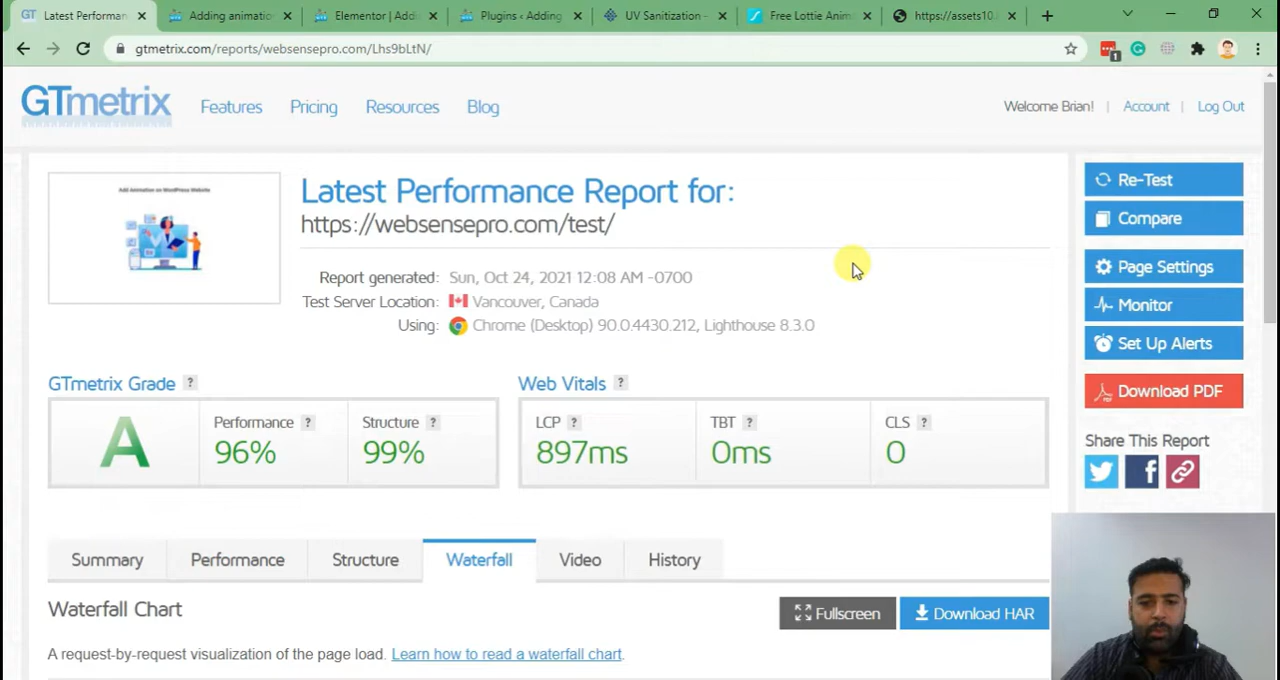 Latest Performan
Adding animatio
Elementor | Add
Plugins ‹ Adding
UV Sanitization –
Free Lottie Anim
https://assets10.
gtmetrix.com/reports/websensepro.com/Lhs9bLtN/
1
GTmetrix
Features
Pricing
Resources
Blog
Welcome Brian! | Account | Log Out
Add Animation on WordPress Website
Latest Performance Report for:
https://websensepro.com/test/
Report generated: Sun, Oct 24, 2021 12:08 AM -0700
Test Server Location: Vancouver, Canada
Using: Chrome (Desktop) 90.0.4430.212, Lighthouse 8.3.0
Re-Test
Compare
Page Settings
Monitor
Set Up Alerts
Download PDF
Share This Report
GTmetrix Grade ?
A
Performance ?
96%
Structure ?
99%
Web Vitals ?
LCP ?
897ms
TBT ?
0ms
CLS ?
0
Summary
Performance
Structure
Waterfall
Video
History
Waterfall Chart
Fullscreen
Download HAR
A request-by-request visualization of the page load. Learn how to read a waterfall chart.